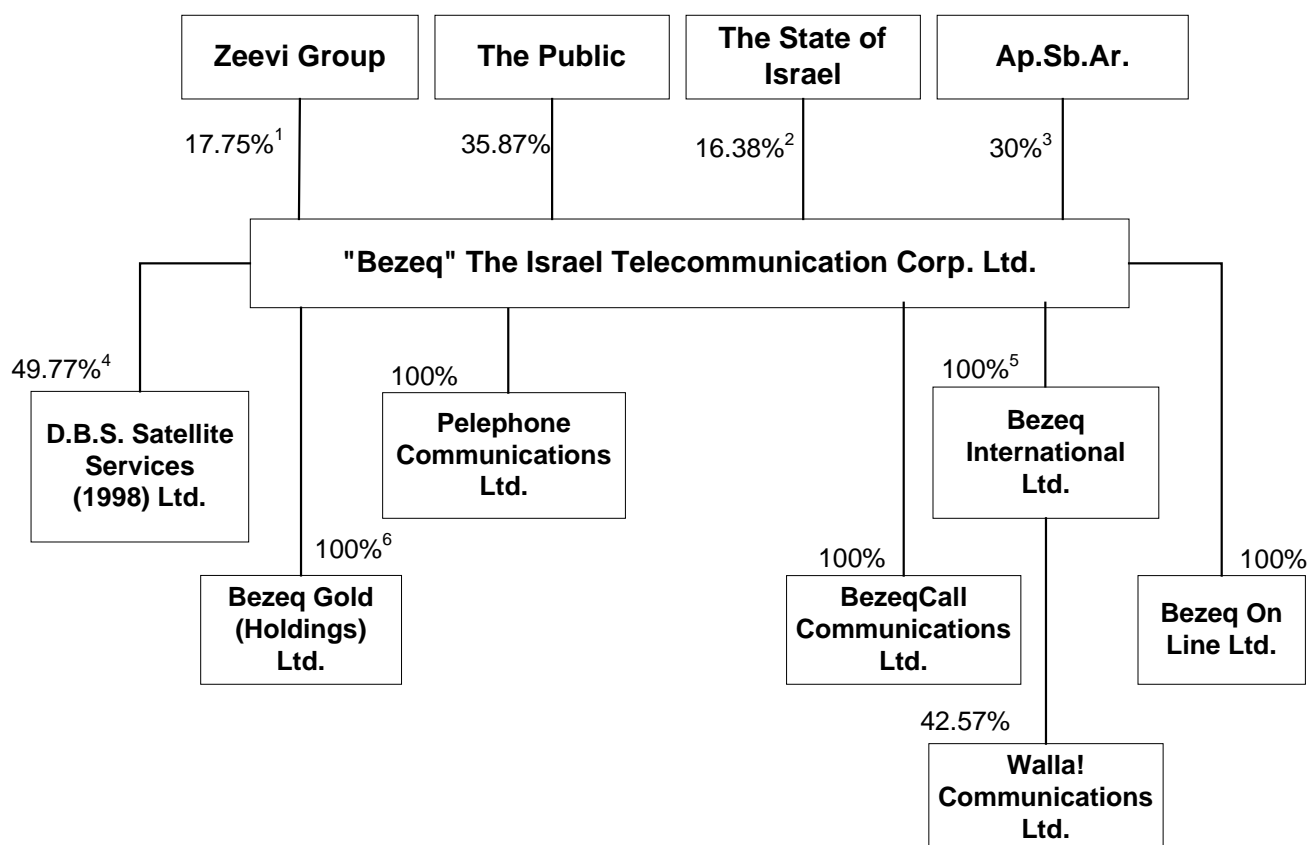 Zeevi Group
The Public
The State of
Israel
Ap.Sb.Ar.
17.75%1
35.87%
16.38%2
30%3
"Bezeq" The Israel Telecommunication Corp. Ltd.
49.77%4
100%
100%5
D.B.S. Satellite
Services
(1998) Ltd.
Pelephone
Communications
Ltd.
Bezeq
International
Ltd.
100%6
100%
100%
Bezeq Gold
(Holdings)
Ltd.
BezeqCall
Communications
Ltd.
Bezeq On
Line Ltd.
42.57%
Walla!
Communications
Ltd.